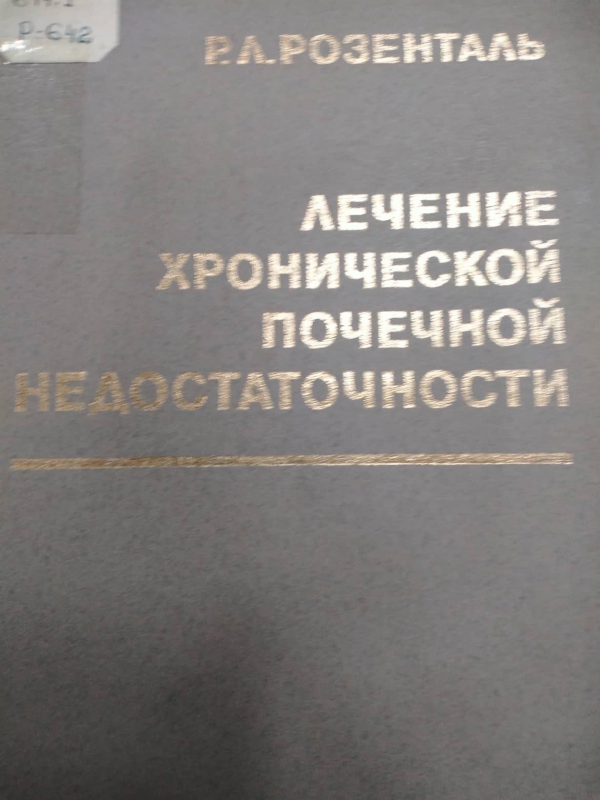 Р-642
Р.Л.РОЗЕНТАЛЬ
ЛЕЧЕНИЕ
ХРОНИЧЕСКОЙ
ПОЧЕЧНОЙ
НЕДОСТАТОЧНОСТИ